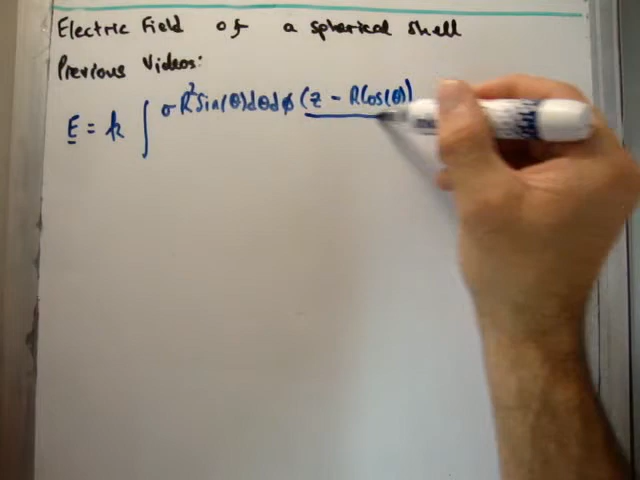 Electric Field of a spherical shell
Previous Videos:
E = k ∫ σR²Sin(θ)dθdϕ (z - RCos(θ))